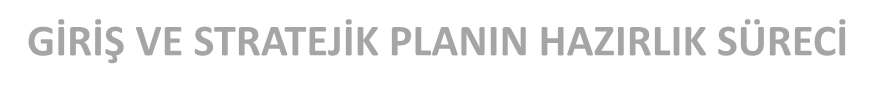 GİRİŞ VE STRATEJİK PLANIN HAZIRLIK SÜRECİ